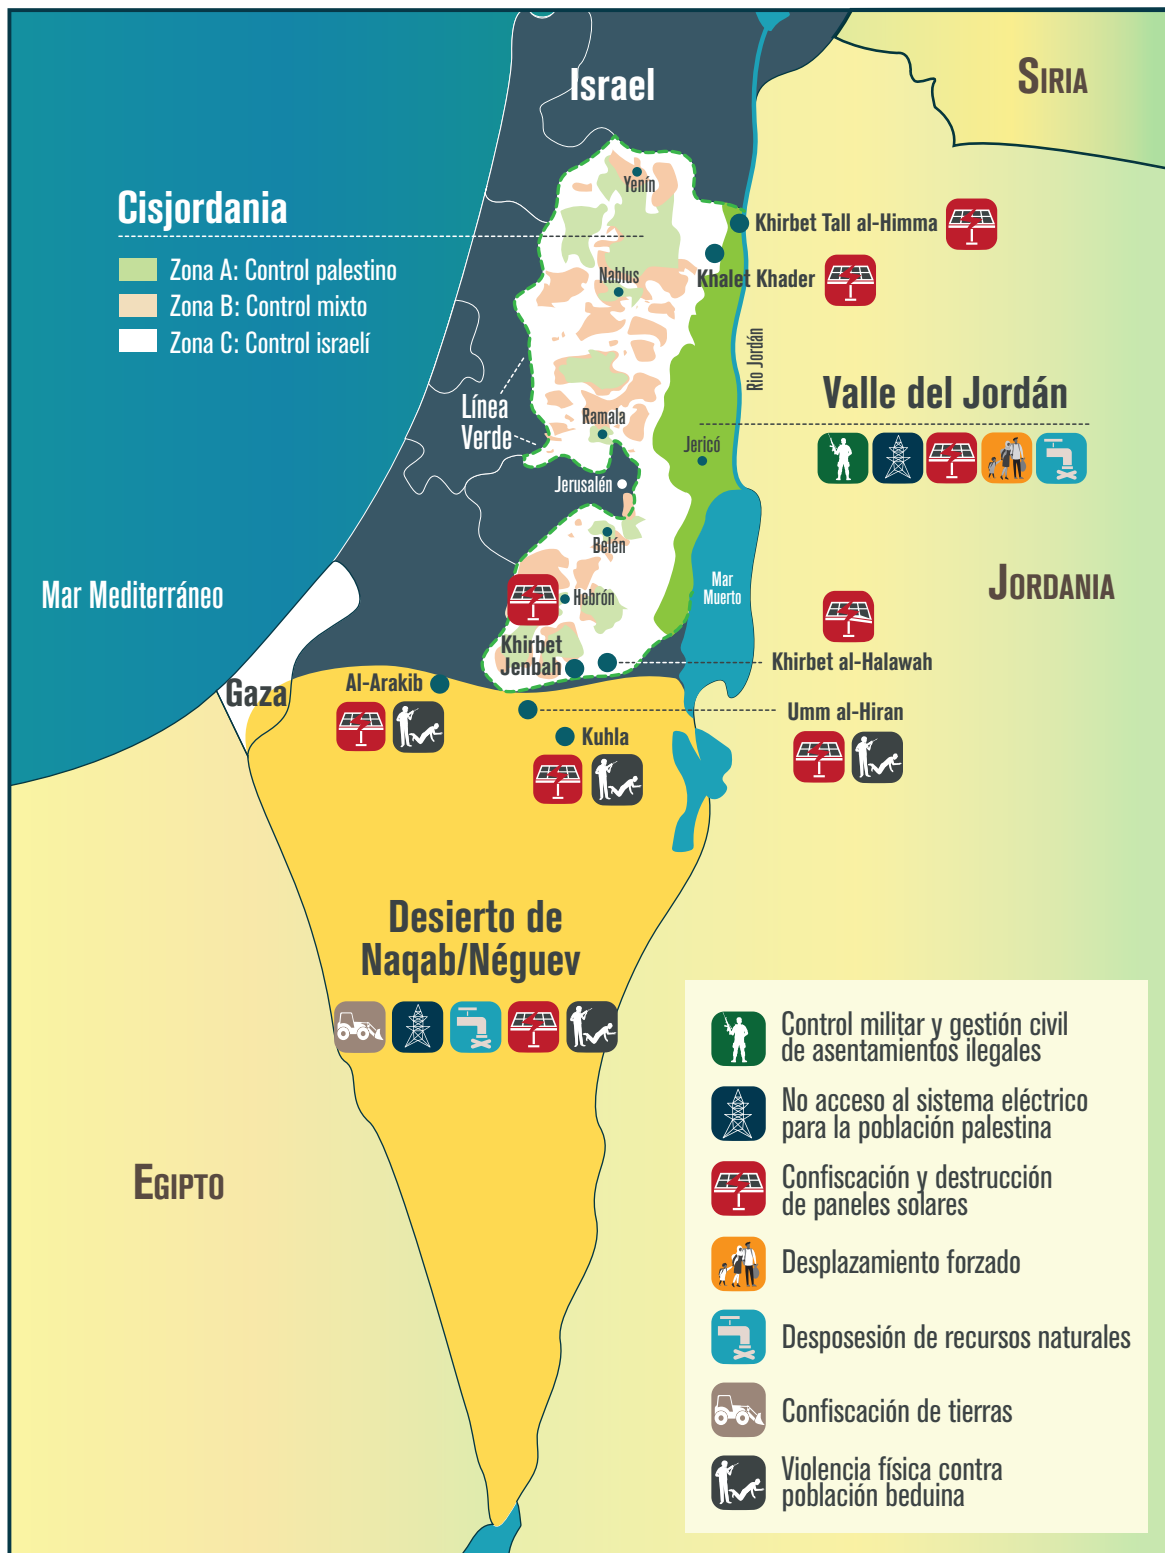 Israel
SIRIA
Cisjordania
Zona A: Control palestino
Zona B: Control mixto
Zona C: Control israelí
Yenín
Khirbet Tall al-Himma
Nablus
Khalet Khader
Río Jordán
Valle del Jordán
Línea
Verde
Ramala
Jericó
Jerusalén
Belén
Mar Mediterráneo
Mar
Muerto
JORDANIA
Hebrón
Khirbet
Jenbah
Khirbet al-Halawah
Gaza
Al-Arakib
Umm al-Hiran
Kuhla
Desierto de
Naqab/Néguev
EGIPTO
Control militar y gestión civil
de asentamientos ilegales
No acceso al sistema eléctrico
para la población palestina
Confiscación y destrucción
de paneles solares
Desplazamiento forzado
Desposesión de recursos naturales
Confiscación de tierras
Violencia física contra
población beduina